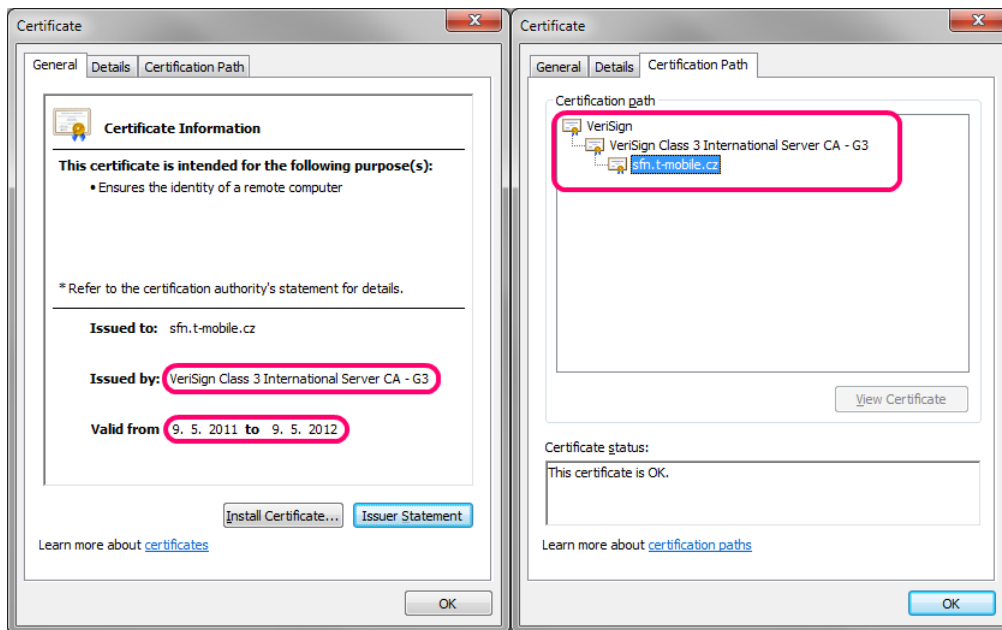 Certificate
General Details Certification Path
Certificate Information
This certificate is intended for the following purpose(s):
• Ensures the identity of a remote computer
* Refer to the certification authority's statement for details.
Issued to: sfn.t-mobile.cz
Issued by: VeriSign Class 3 International Server CA - G3
Valid from 9. 5. 2011 to 9. 5. 2012
Install Certificate... Issuer Statement
Learn more about certificates
OK
Certificate
General Details Certification Path
Certification path
VeriSign
VeriSign Class 3 International Server CA - G3
sfn.t-mobile.cz
View Certificate
Certificate status:
This certificate is OK.
Learn more about certification paths
OK